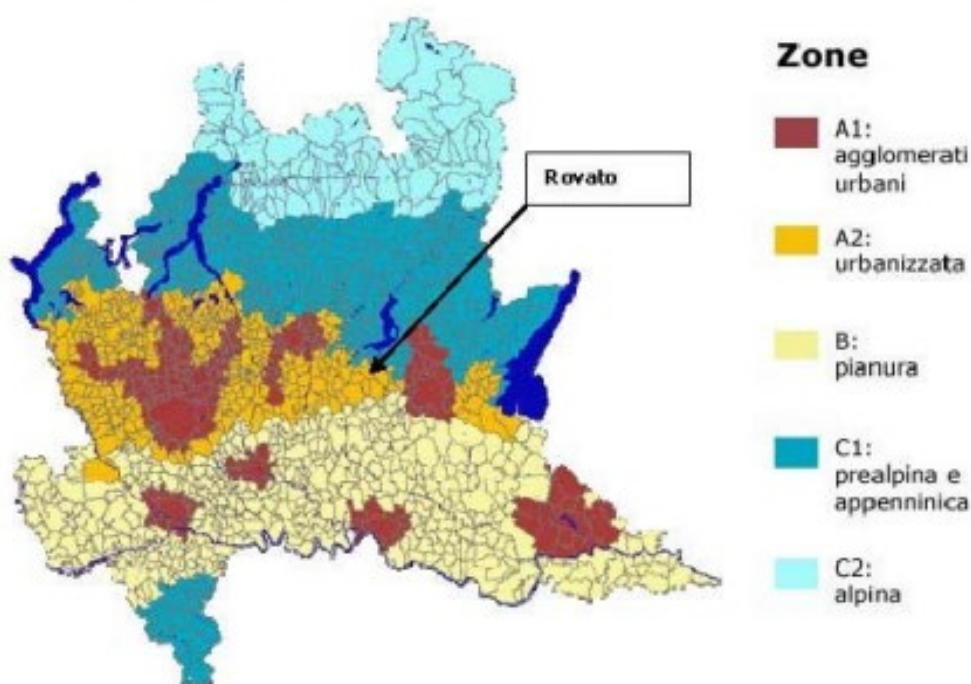 Zone
Rovato
A1:
agglomerati
urbani
A2:
urbanizzata
B:
pianura
C1:
prealpina e
appenninica
C2:
alpina